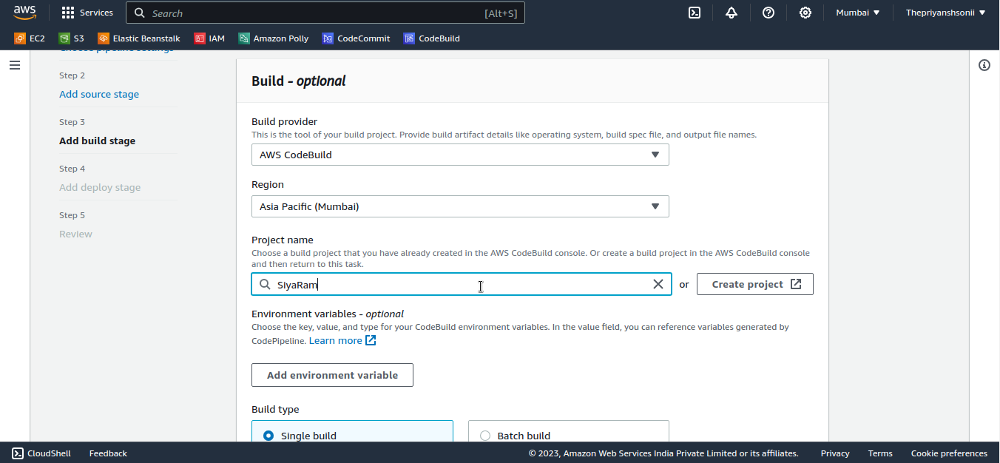 aws
Services
Search
[Alt+S]
Mumbai
Thepriyanshsonii
EC2
S3
Elastic Beanstalk
IAM
Amazon Polly
CodeCommit
CodeBuild
Choose pipeline settings
Step 2
Add source stage
Step 3
Add build stage
Step 4
Add deploy stage
Step 5
Review
Build - optional
Build provider
This is the tool of your build project. Provide build artifact details like operating system, build spec file, and output file names.
AWS CodeBuild
Region
Asia Pacific (Mumbai)
Project name
Choose a build project that you have already created in the AWS CodeBuild console. Or create a build project in the AWS CodeBuild console
and then return to this task.
SiyaRam
or
Create project
Environment variables - optional
Choose the key, value, and type for your CodeBuild environment variables. In the value field, you can reference variables generated by
CodePipeline. Learn more
Add environment variable
Build type
Single build
Batch build
CloudShell
Feedback
© 2023, Amazon Web Services India Private Limited or its affiliates.
Privacy
Terms
Cookie preferences